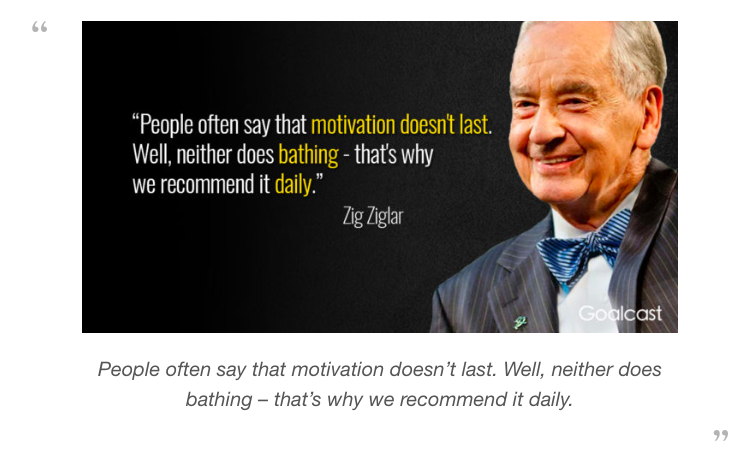 “
“People often say that motivation doesn't last.
Well, neither does bathing - that's why
we recommend it daily.”
Zig Ziglar
Goalcast
People often say that motivation doesn’t last. Well, neither does
bathing – that’s why we recommend it daily.
”